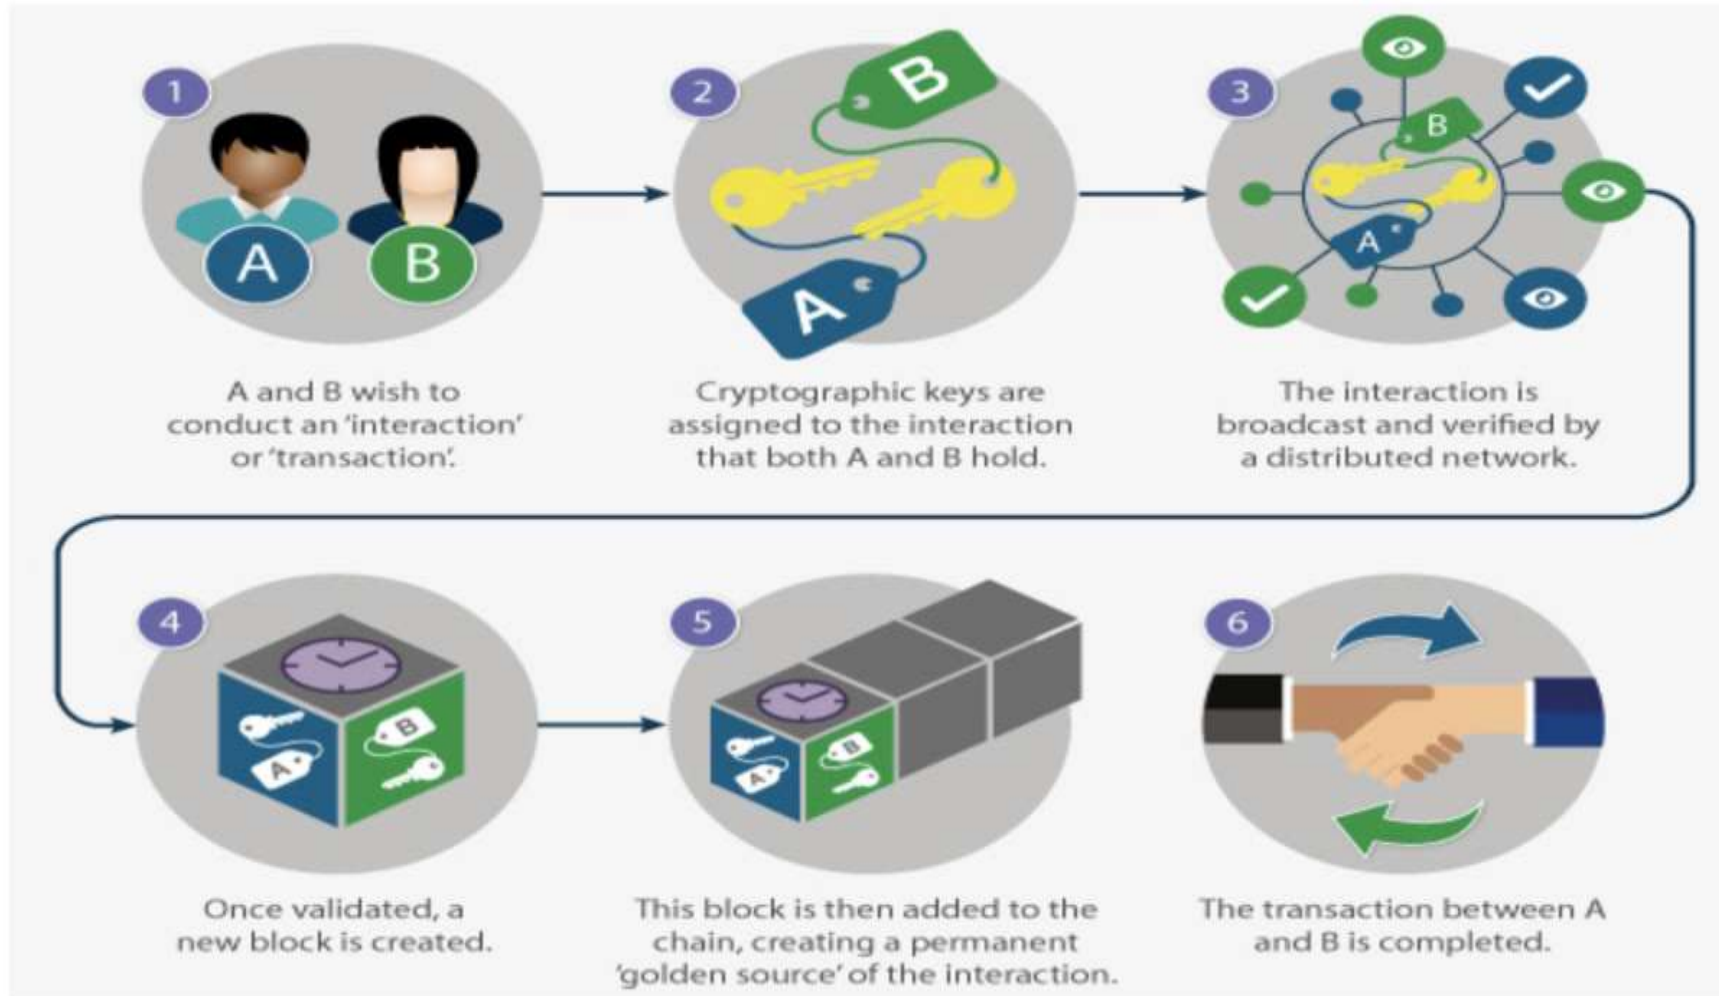 1
A
B
A and B wish to
conduct an 'interaction'
or 'transaction'.
2
B
A
Cryptographic keys are
assigned to the interaction
that both A and B hold.
3
B
A
The interaction is
broadcast and verified by
a distributed network.
4
A
B
Once validated, a
new block is created.
5
A
B
This block is then added to the
chain, creating a permanent
'golden source' of the interaction.
6
The transaction between A
and B is completed.